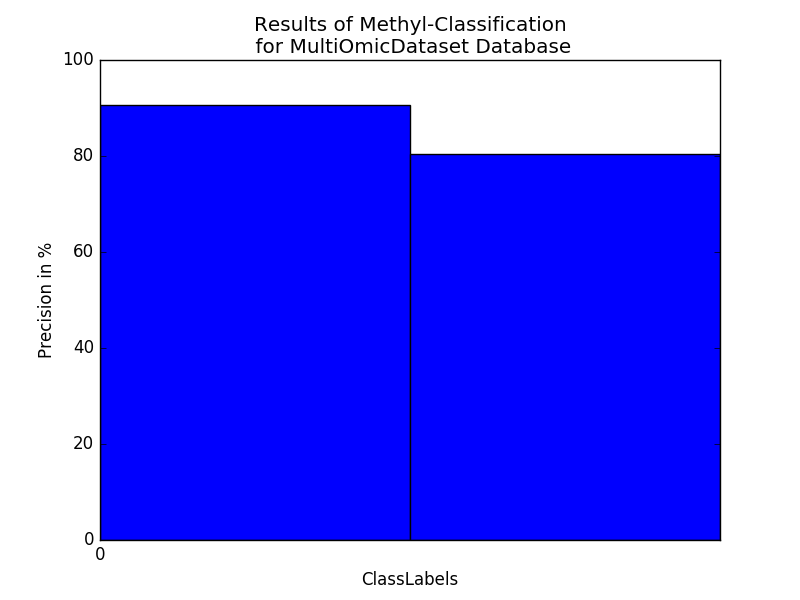 Results of Methyl-Classification
for MultiOmicDataset Database
100
80
60
40
20
0
0
Precision in %
ClassLabels